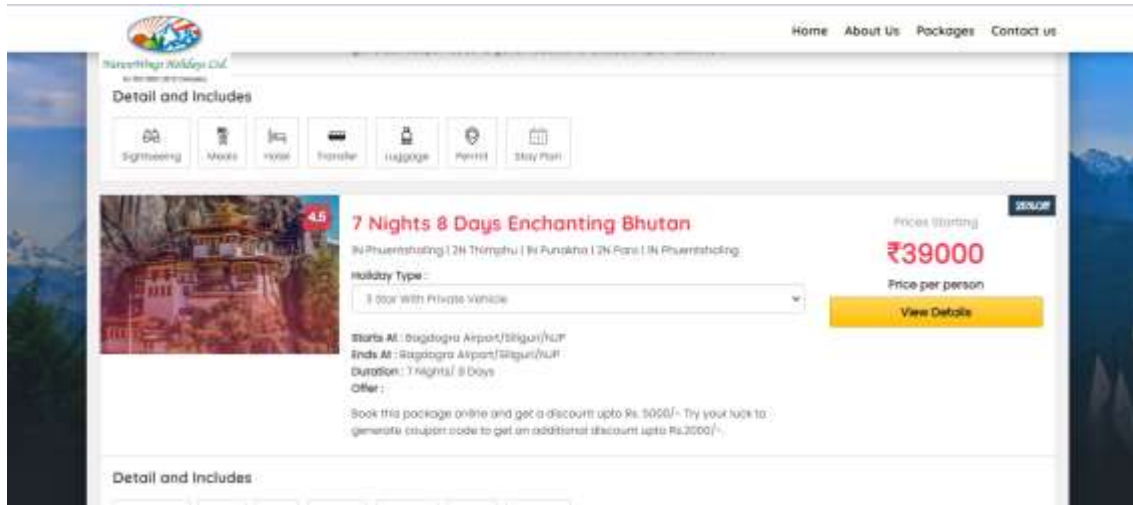 Home About Us Packages Contact us
Holidays Ltd.
Detail and Includes
Sightseeing Meals Hotel Transfer Luggage Permit Stay Plan
4.5
7 Nights 8 Days Enchanting Bhutan
1N Phuentsholing | 2N Thimphu | 1N Punakha | 2N Paro | 1N Phuentsholing
Holiday Type :
3 Star With Private Vehicle
Starts At : Bagdogra Airport/Siliguri/NJP
Ends At : Bagdogra Airport/Siliguri/NJP
Duration : 7 Nights/ 8 Days
Offer :
Book this package online and get a discount upto Rs. 5000/- Try your luck to
generate coupon code to get an additional discount upto Rs.2000/-.
25%Off
Prices Starting
₹39000
Price per person
View Details
Detail and Includes